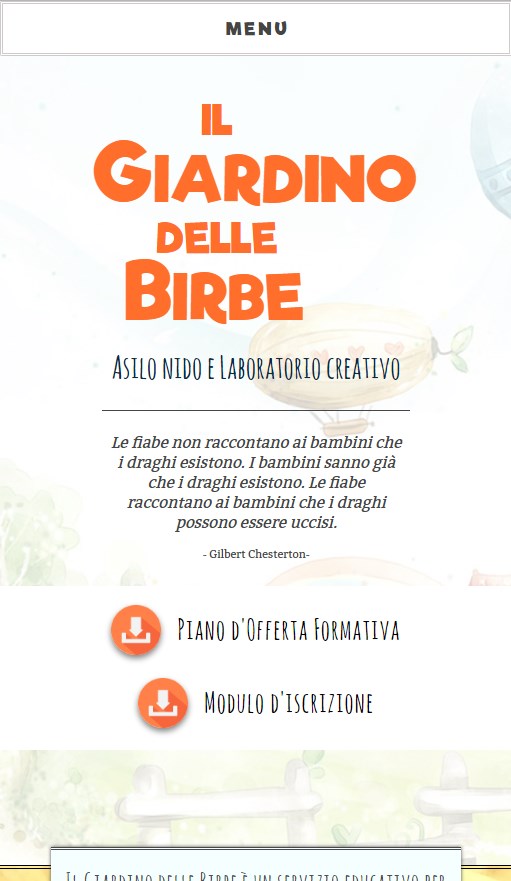 MENU
IL
GIARDINO
DELLE
BIRBE
Asilo nido e Laboratorio creativo
Le fiabe non raccontano ai bambini che
i draghi esistono. I bambini sanno già
che i draghi esistono. Le fiabe
raccontano ai bambini che i draghi
possono essere uccisi.
- Gilbert Chesterton-
Piano d'Offerta Formativa
Modulo d'iscrizione
Il Giardino delle Birbe è un servizio educativo per